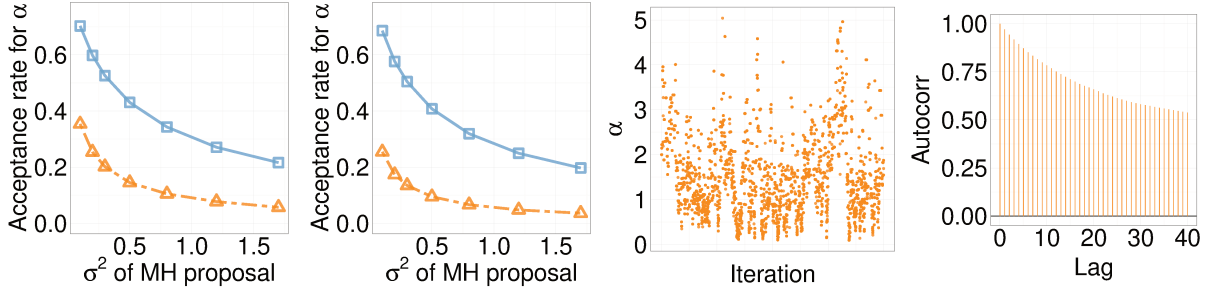 Acceptance rate for α
0.6
0.4
0.2
0.0
0.5 1.0 1.5
σ² of MH proposal
Acceptance rate for α
0.6
0.4
0.2
0.0
0.5 1.0 1.5
σ² of MH proposal
α
5
4
3
2
1
0
Iteration
Autocorr
1.00
0.75
0.50
0.25
0.00
0 10 20 30 40
Lag